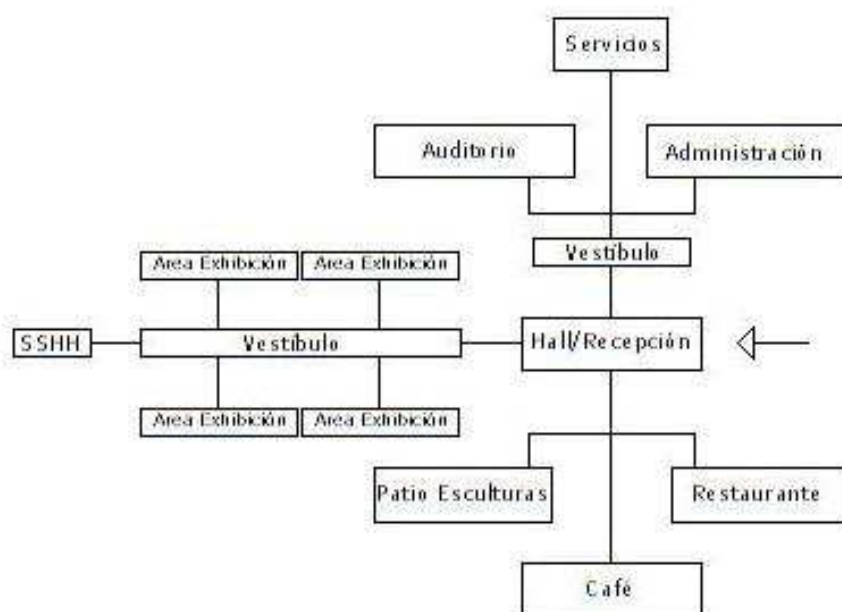 Servicios
Auditorio
Administración
Vestíbulo
Area Exhibición
Area Exhibición
SSHH
Vestíbulo
Hall/Recepción
Area Exhibición
Area Exhibición
Patio Esculturas
Restaurante
Café